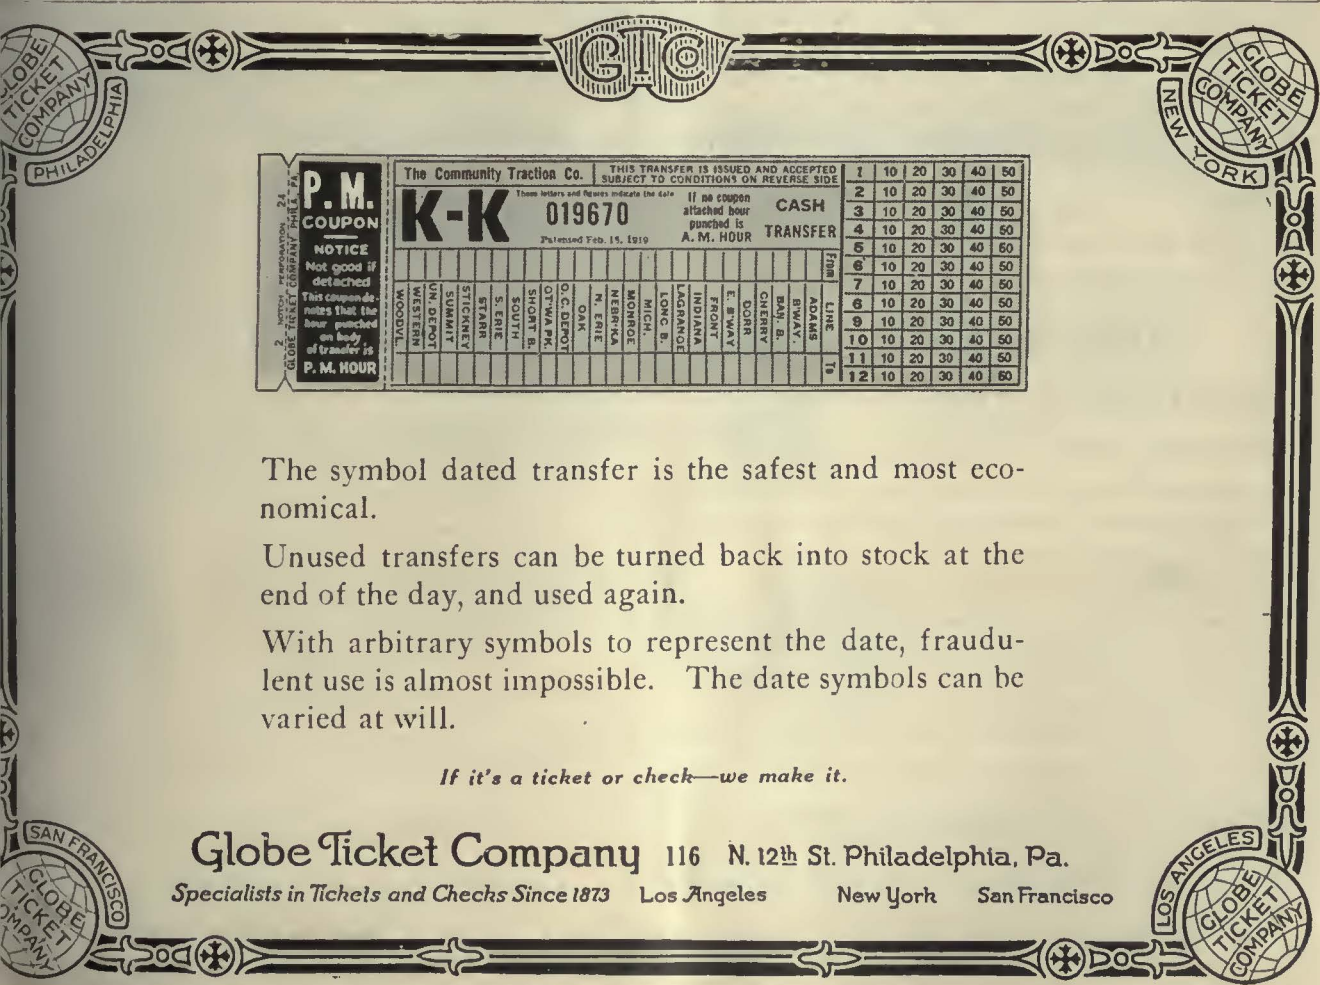 GTC
GLOBE
TICKET
COMPANY
PHILADELPHIA
GLOBE
TICKET
COMPANY
NEW YORK
2 NOTCH PERFORATION 24
GLOBE TICKET COMPANY PHILA. PA
P. M.
COUPON
NOTICE
Not good if
detached
This coupon de-
notes that the
hour punched
on body
of transfer is
P. M. HOUR
The Community Traction Co.
THIS TRANSFER IS ISSUED AND ACCEPTED
SUBJECT TO CONDITIONS ON REVERSE SIDE
K-K
These letters and figures indicate the date
019670
Patented Feb. 1919
If no coupon
attached hour
punched is
A. M. HOUR
CASH
TRANSFER
From
WOODV'L
WESTERN
UN. DEPOT
SUMMIT
STICKNEY
STARR
S. ERIE
SOUTH
SHORT B.
OT'WA PK.
O. C. DEPOT
OAK
N. ERIE
NEBR-KA
MONROE
MICH.
LONG B.
LAGRANGE
INDIANA
FRONT
E. B'WAY
DORR
CHERRY
BAN. B.
B'WAY.
ADAMS
LINE
To
1 10 20 30 40 50
2 10 20 30 40 50
3 10 20 30 40 50
4 10 20 30 40 50
5 10 20 30 40 50
6 10 20 30 40 50
7 10 20 30 40 50
8 10 20 30 40 50
9 10 20 30 40 50
10 10 20 30 40 50
11 10 20 30 40 50
12 10 20 30 40 50
The symbol dated transfer is the safest and most eco-
nomical.
Unused transfers can be turned back into stock at the
end of the day, and used again.
With arbitrary symbols to represent the date, fraudu-
lent use is almost impossible. The date symbols can be
varied at will.
If it's a ticket or check—we make it.
Globe Ticket Company 116 N. 12th St. Philadelphia, Pa.
Specialists in Tickets and Checks Since 1873 Los Angeles New York San Francisco
SAN FRANCISCO
GLOBE
TICKET
COMPANY
LOS ANGELES
GLOBE
TICKET
COMPANY